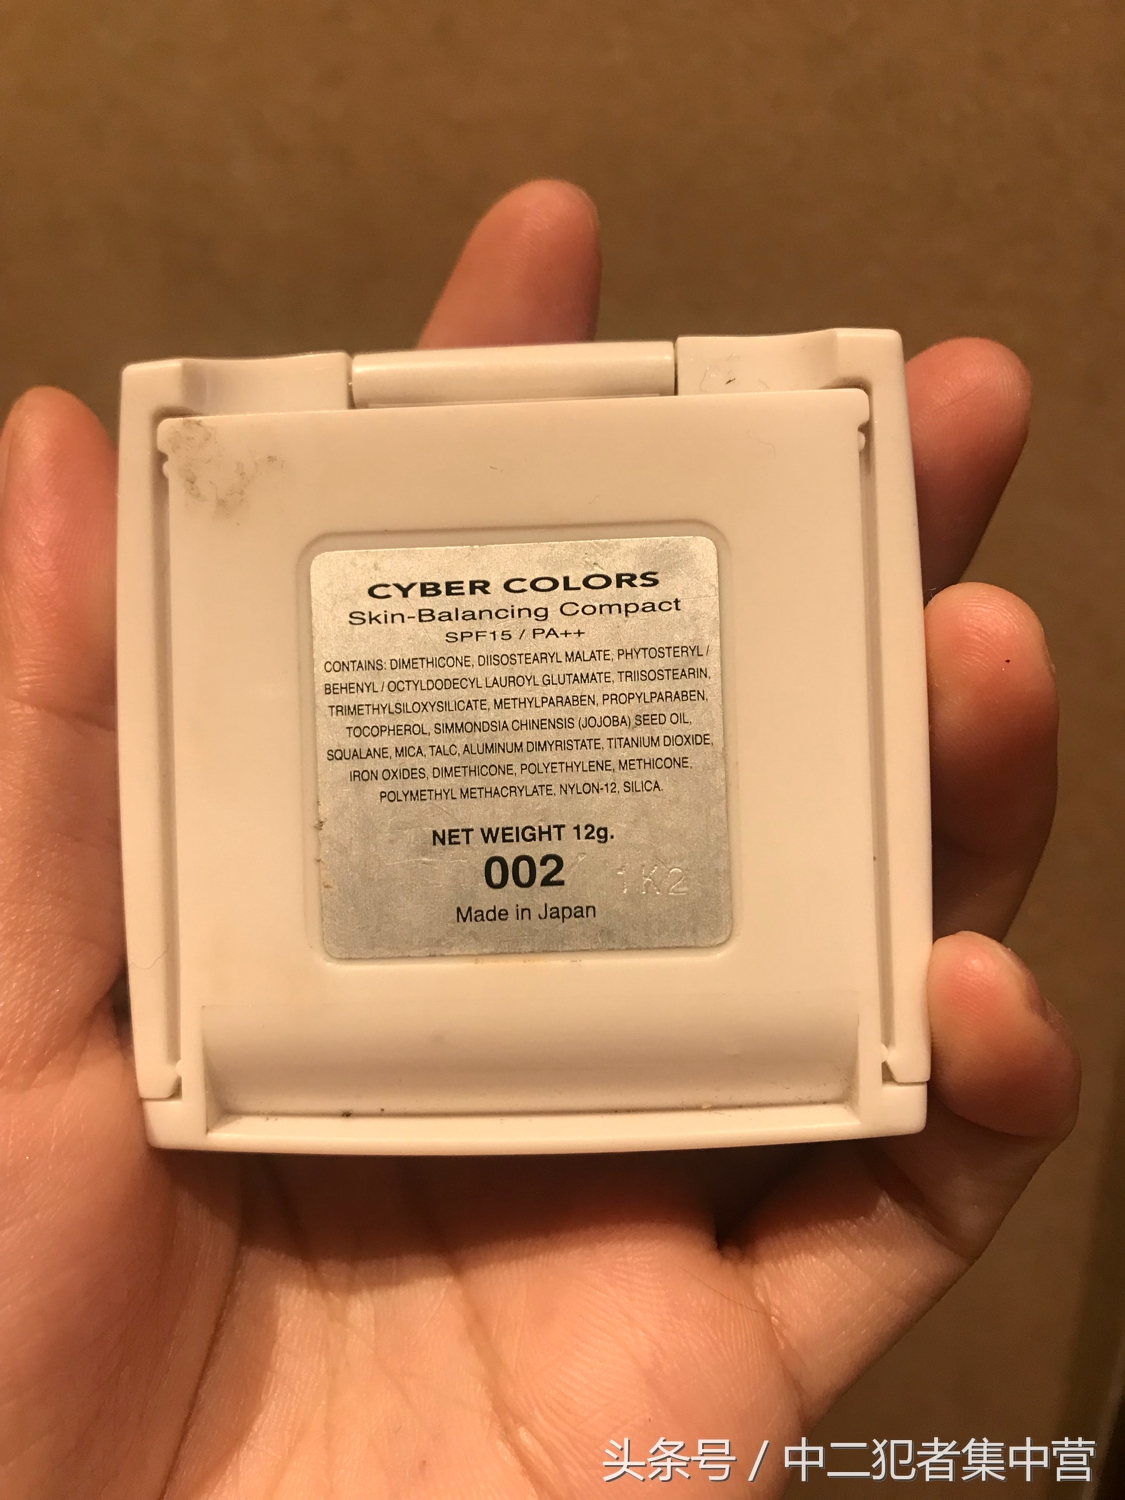 CYBER COLORS
Skin-Balancing Compact
SPF15 / PA++
CONTAINS: DIMETHICONE, DIISOSTEARYL MALATE, PHYTOSTERYL /
BEHENYL / OCTYLDODECYL LAUROYL GLUTAMATE, TRIISOSTEARIN,
TRIMETHYLSILOXYSILICATE, METHYLPARABEN, PROPYLPARABEN,
TOCOPHEROL, SIMMONDSIA CHINENSIS (JOJOBA) SEED OIL,
SQUALANE, MICA, TALC, ALUMINUM DIMYRISTATE, TITANIUM DIOXIDE,
IRON OXIDES, DIMETHICONE, POLYETHYLENE, METHICONE,
POLYMETHYL METHACRYLATE, NYLON-12, SILICA.
NET WEIGHT 12g.
002
1K2
Made in Japan
头条号 / 中二犯者集中营